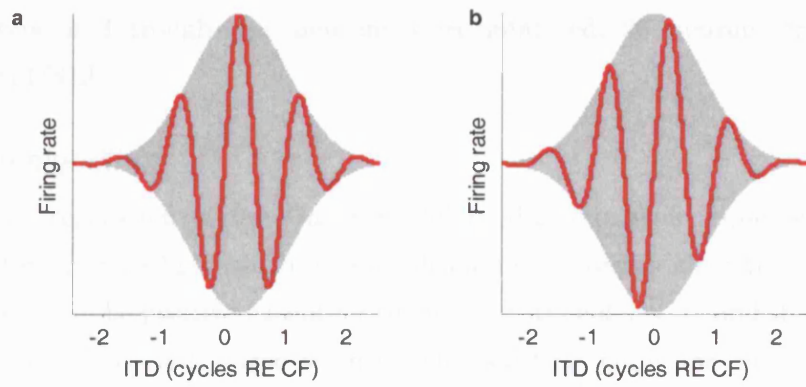 a
Firing rate
-2 -1 0 1 2
ITD (cycles RE CF)
b
Firing rate
-2 -1 0 1 2
ITD (cycles RE CF)